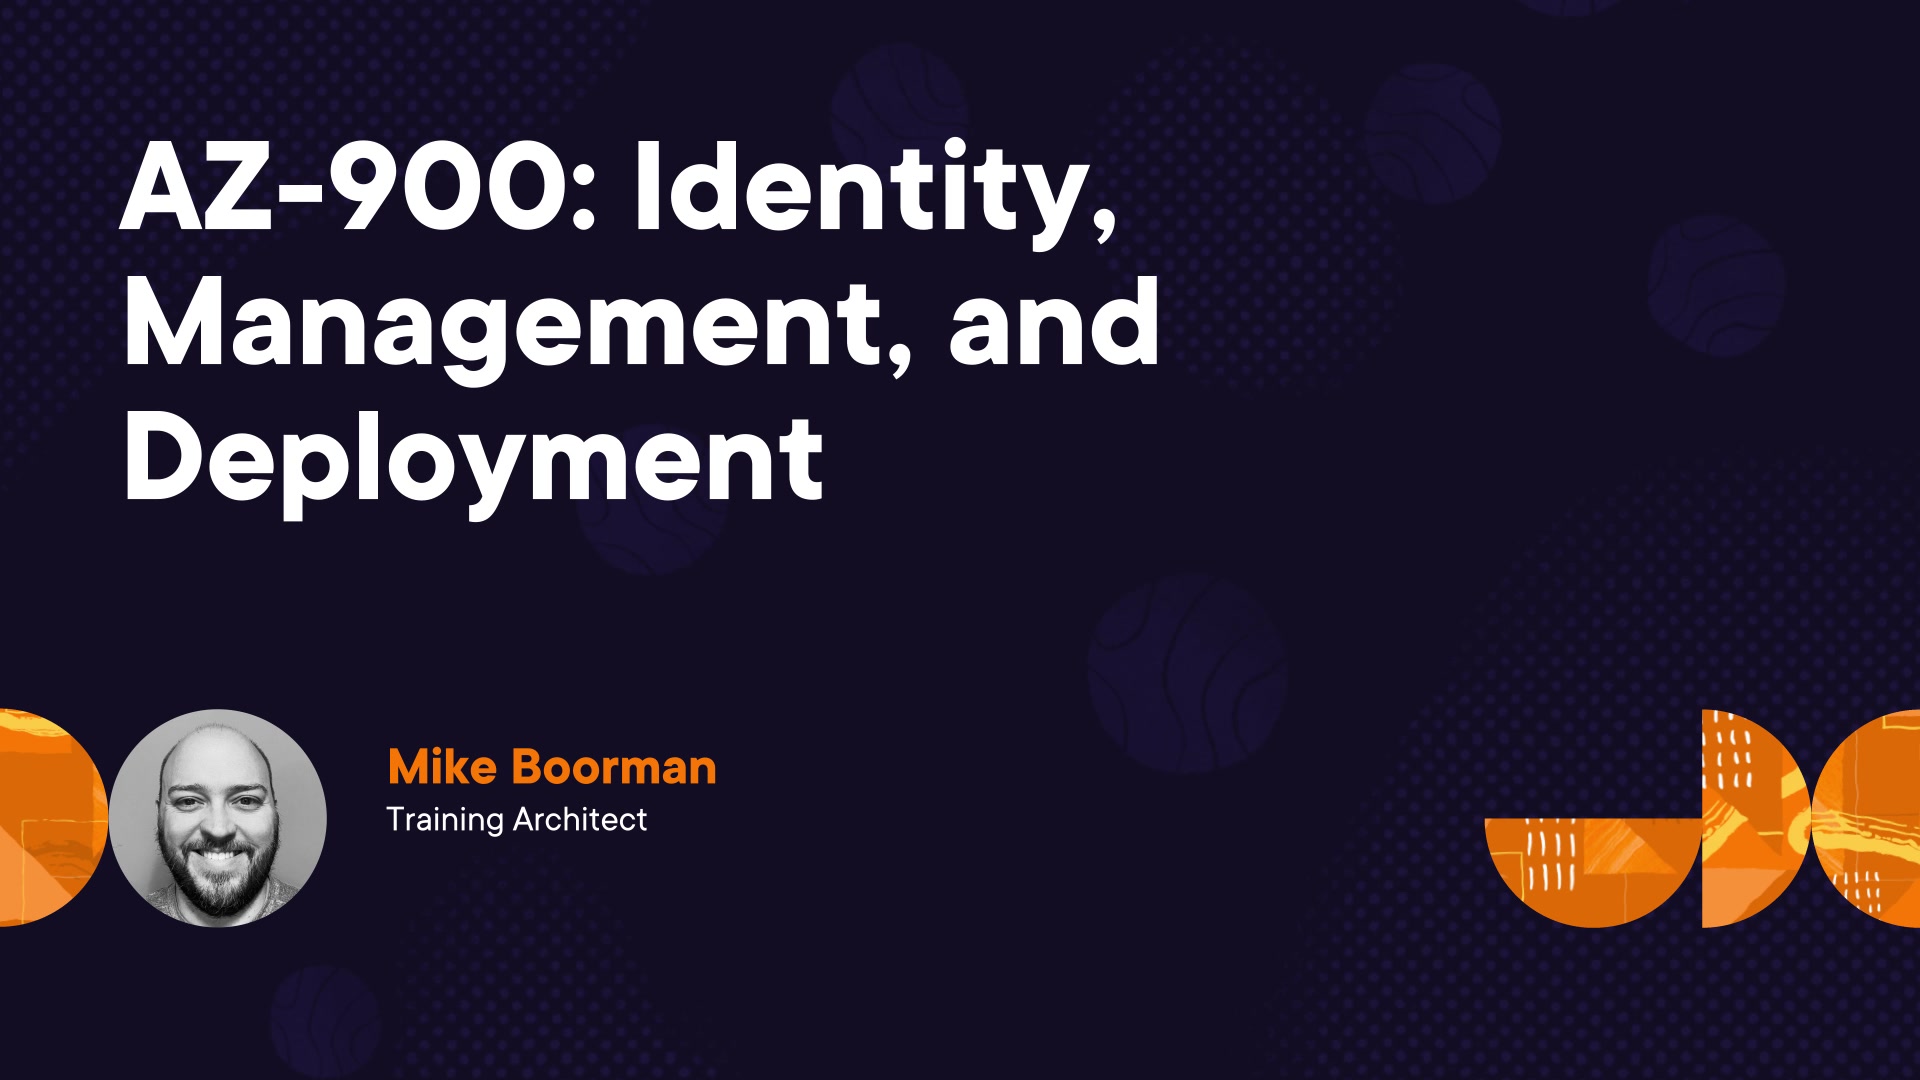 AZ-900: Identity,
Management, and
Deployment
Mike Boorman
Training Architect